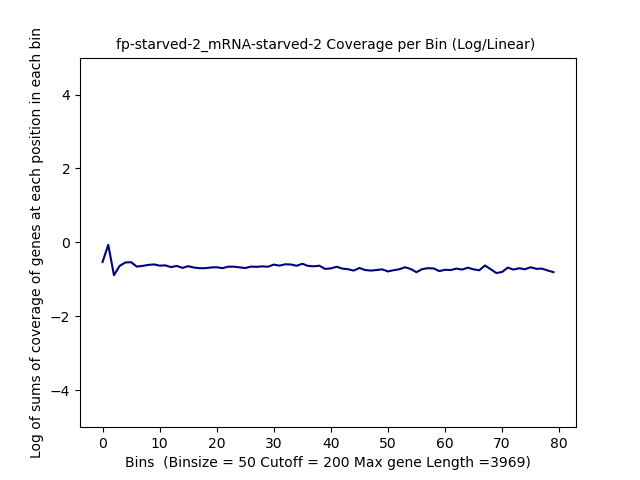 fp-starved-2_mRNA-starved-2 Coverage per Bin (Log/Linear)
Log of sums of coverage of genes at each position in each bin
4
2
0
−2
−4
0 10 20 30 40 50 60 70 80
Bins  (Binsize = 50 Cutoff = 200 Max gene Length =3969)